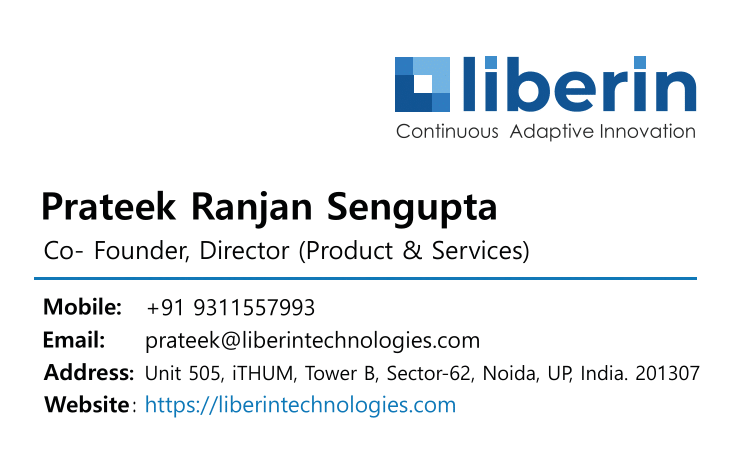 liberin
Continuous Adaptive Innovation
Prateek Ranjan Sengupta
Co- Founder, Director (Product & Services)
Mobile: +91 9311557993
Email: prateek@liberintechnologies.com
Address: Unit 505, iTHUM, Tower B, Sector-62, Noida, UP, India. 201307
Website: https://liberintechnologies.com